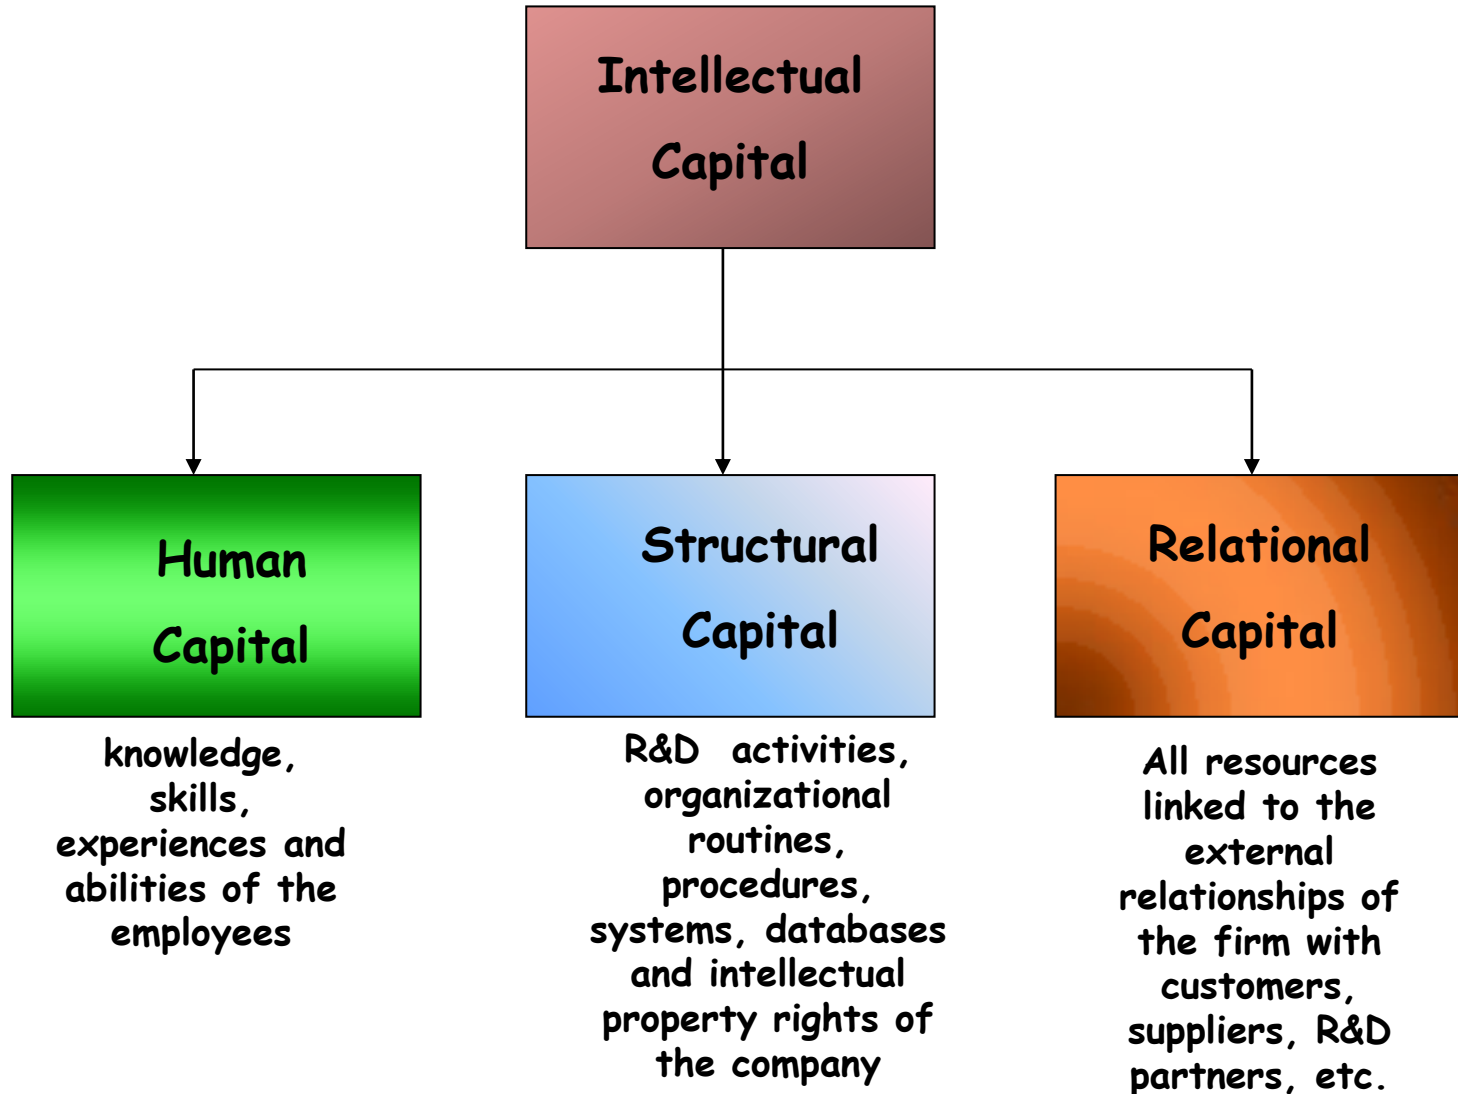 Intellectual
Capital
Human
Capital
Structural
Capital
Relational
Capital
knowledge,
skills,
experiences and
abilities of the
employees
R&D activities,
organizational
routines,
procedures,
systems, databases
and intellectual
property rights of
the company
All resources
linked to the
external
relationships of
the firm with
customers,
suppliers, R&D
partners, etc.